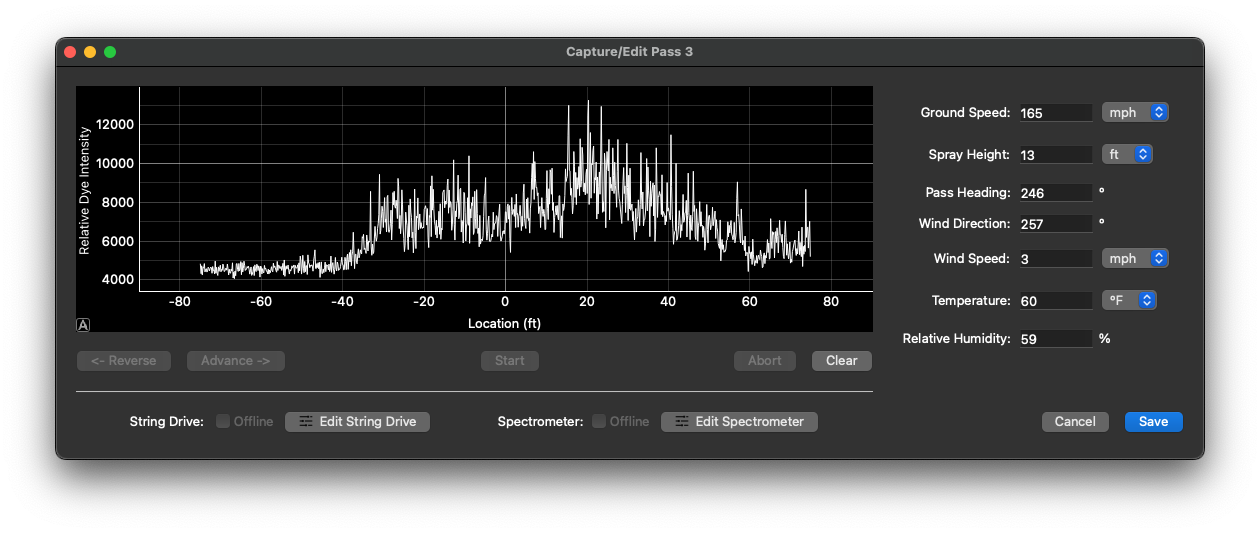 Capture/Edit Pass 3
Relative Dye Intensity
12000
10000
8000
6000
4000
-80 -60 -40 -20 0 20 40 60 80
Location (ft)
A
<- Reverse Advance -> Start Abort Clear
String Drive: Offline Edit String Drive Spectrometer: Offline Edit Spectrometer
Ground Speed: 165 mph
Spray Height: 13 ft
Pass Heading: 246 °
Wind Direction: 257 °
Wind Speed: 3 mph
Temperature: 60 °F
Relative Humidity: 59 %
Cancel Save